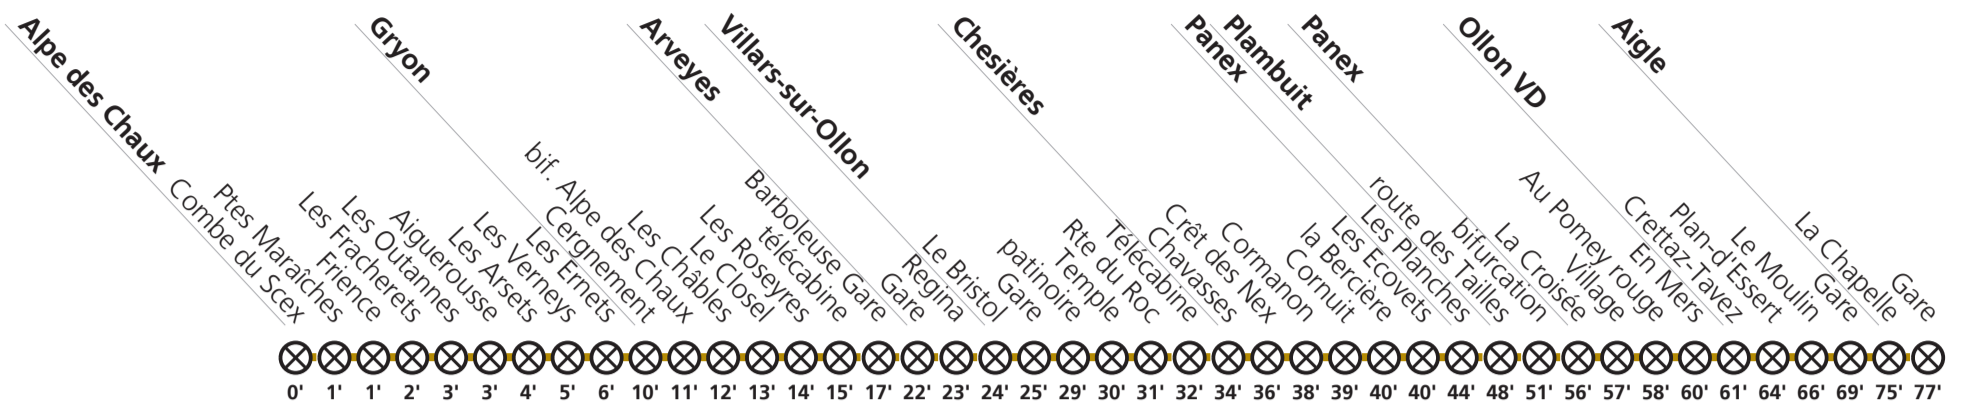 Alpe des Chaux
Combe du Scex
Ptes Maraîches
Frience
Les Fracherets
Les Outannes
Aiguerousse
Les Arsets
Les Verneys
Les Ernets
Gryon
Cergnement
bif. Alpe des Chaux
Les Châbles
Le Closel
Les Roseyres
télécabine
Barboleuse Gare
Arveyes
Gare
Regina
Villars-sur-Ollon
Le Bristol
Gare
patinoire
Temple
Rte du Roc
Télécabine
Chesières
Chavasses
Crêt des Nex
Cormanon
Cornuit
la Bercière
Les Ecovets
Panex
Les Planches
Plambuit
route des Tailles
bifurcation
Panex
La Croisée
Village
Au Pomey rouge
En Mers
Ollon VD
Crettaz-Tavez
Plan-d'Essert
Le Moulin
Gare
Aigle
La Chapelle
Gare
0' 1' 1' 2' 3' 3' 4' 5' 6' 10' 11' 12' 13' 14' 15' 17' 22' 23' 24' 25' 29' 30' 31' 32' 34' 36' 38' 39' 40' 40' 44' 48' 51' 56' 57' 58' 60' 61' 64' 66' 69' 75' 77'